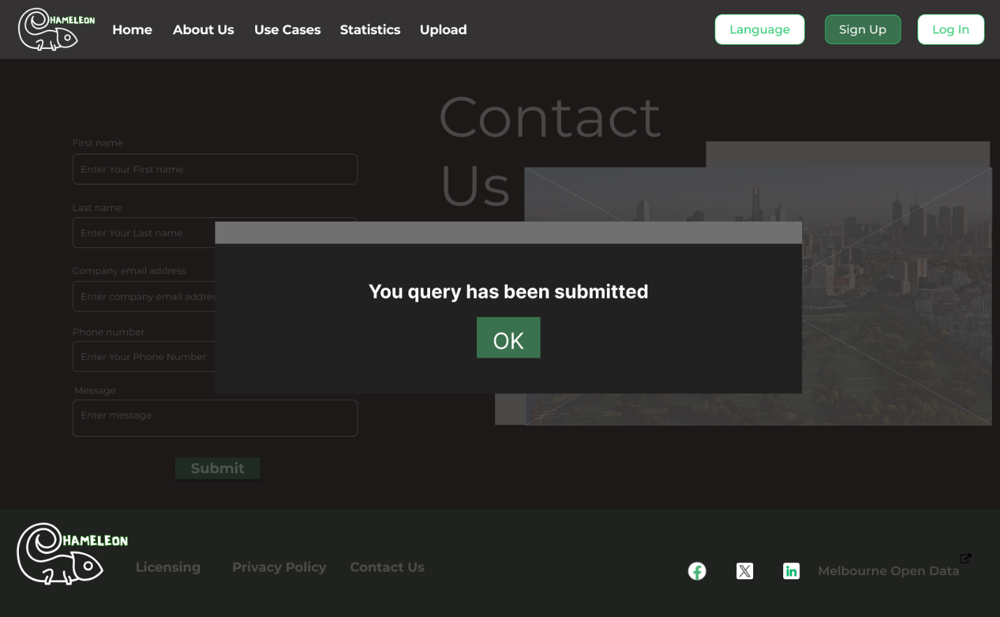 HAMELEON
Home About Us Use Cases Statistics Upload Language Sign Up Log In
Contact
Us
First name
Enter Your First name
Last name
Enter Your Last name
Company email address
Enter company email addres
Phone number
Enter Your Phone Number
Message
Enter message
Submit
You query has been submitted
OK
HAMELEON
Licensing Privacy Policy Contact Us Melbourne Open Data